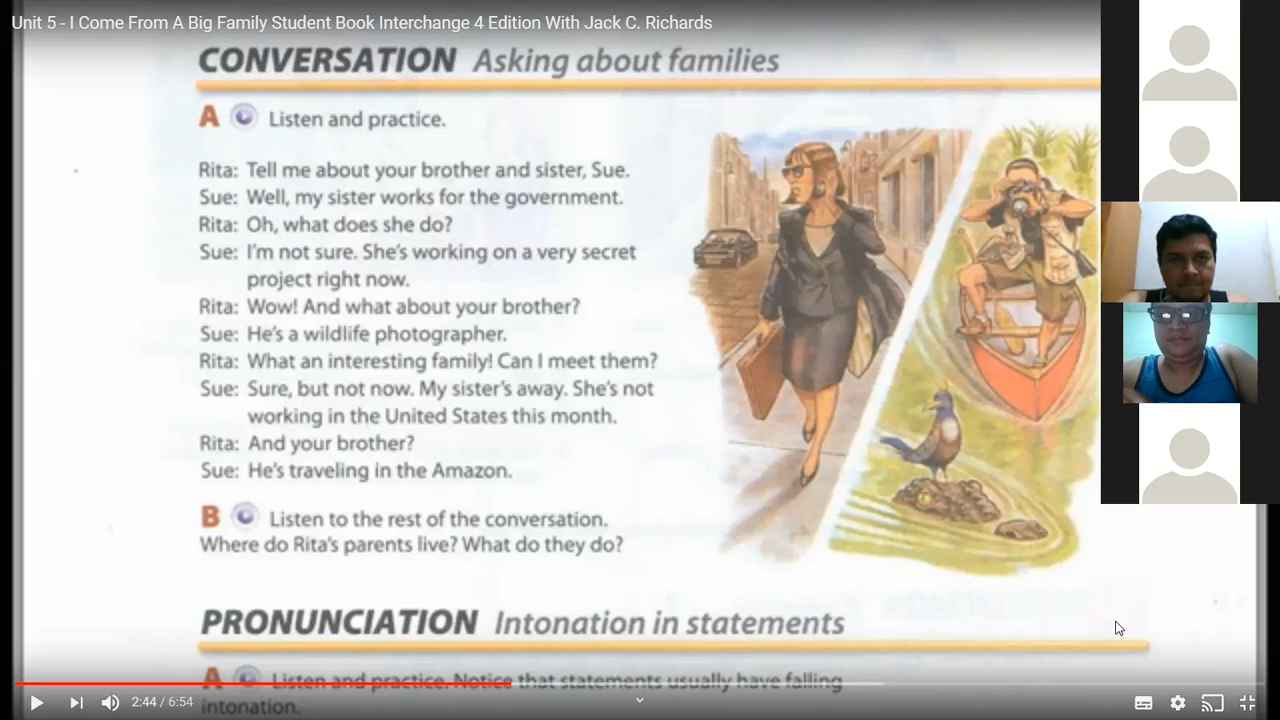 Unit 5 - I Come From A Big Family Student Book Interchange 4 Edition With Jack C. Richards
CONVERSATION Asking about families
A Listen and practice.
Rita: Tell me about your brother and sister, Sue.
Sue: Well, my sister works for the government.
Rita: Oh, what does she do?
Sue: I'm not sure. She's working on a very secret
project right now.
Rita: Wow! And what about your brother?
Sue: He's a wildlife photographer.
Rita: What an interesting family! Can I meet them?
Sue: Sure, but not now. My sister's away. She's not
working in the United States this month.
Rita: And your brother?
Sue: He's traveling in the Amazon.
B Listen to the rest of the conversation.
Where do Rita's parents live? What do they do?
PRONUNCIATION Intonation in statements
A Listen and practice. Notice that statements usually have falling
intonation.
2:44 / 6:54